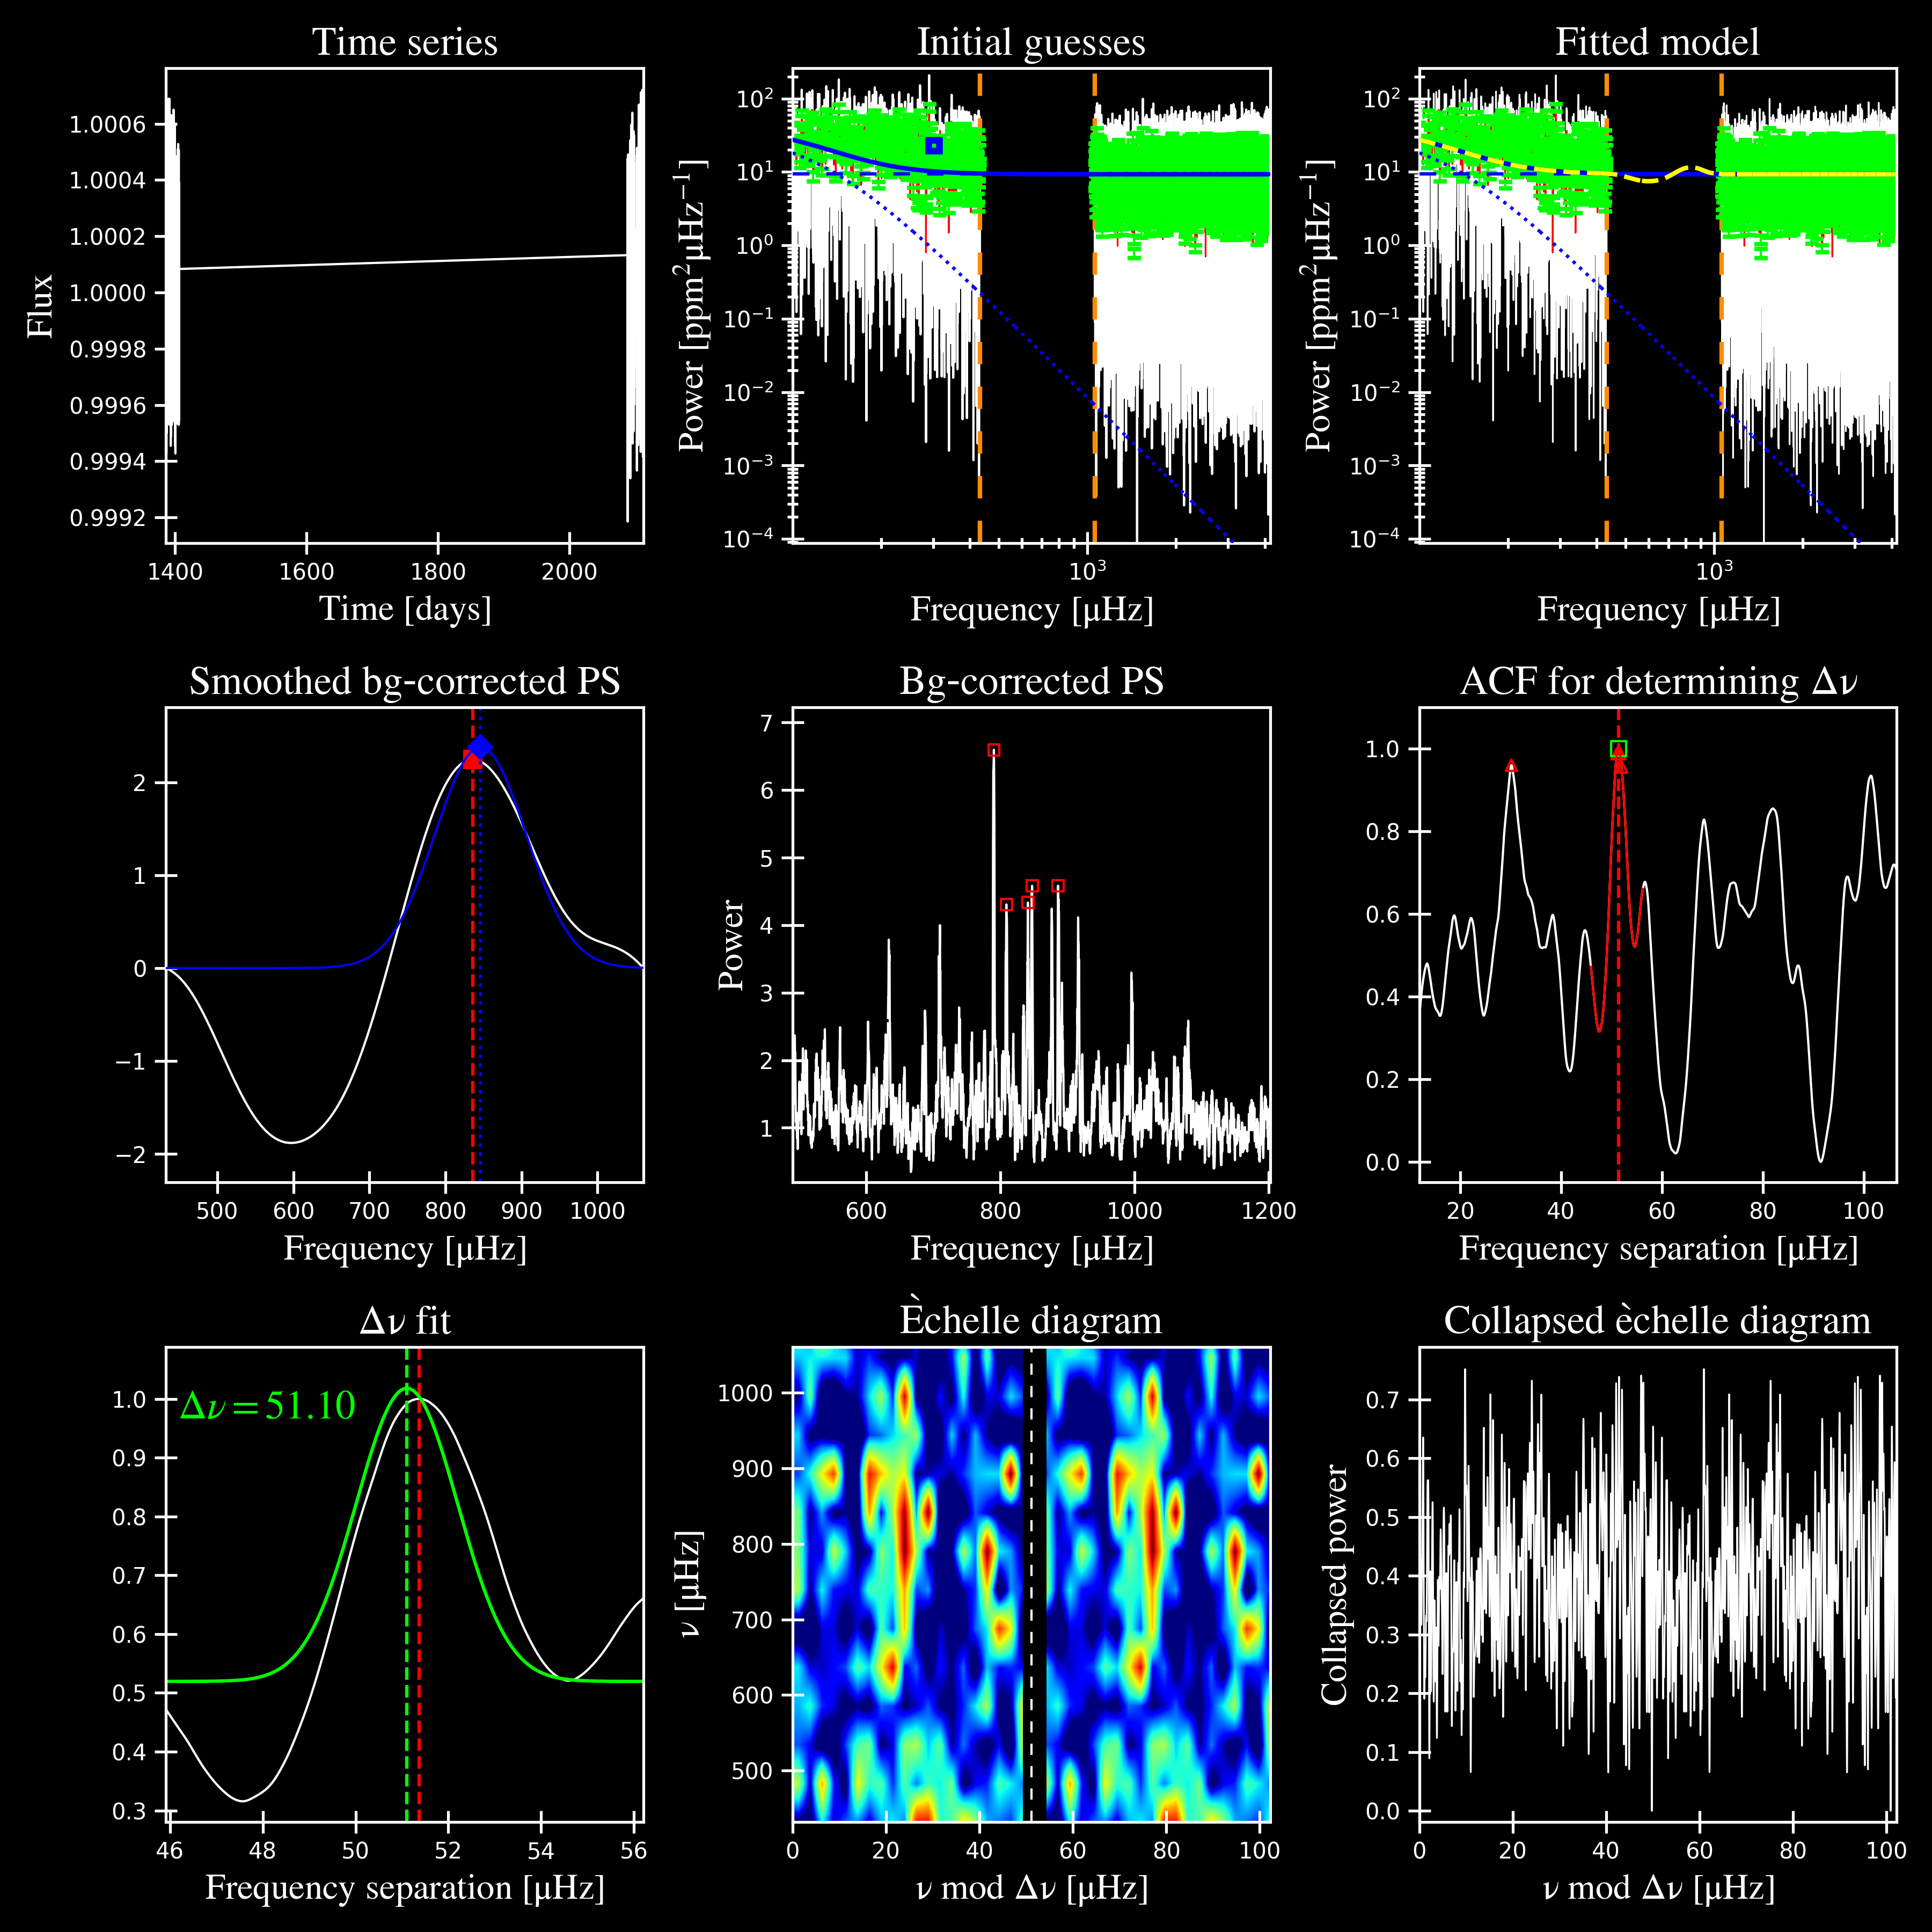 Time series
Flux
1.0006
1.0004
1.0002
1.0000
0.9998
0.9996
0.9994
0.9992
1400 1600 1800 2000
Time [days]
Initial guesses
Power [ppm²μHz⁻¹]
10²
10¹
10⁰
10⁻¹
10⁻²
10⁻³
10⁻⁴
10³
Frequency [μHz]
Fitted model
Power [ppm²μHz⁻¹]
10²
10¹
10⁰
10⁻¹
10⁻²
10⁻³
10⁻⁴
10³
Frequency [μHz]
Smoothed bg-corrected PS
2
1
0
−1
−2
500 600 700 800 900 1000
Frequency [μHz]
Bg-corrected PS
Power
7
6
5
4
3
2
1
600 800 1000 1200
Frequency [μHz]
ACF for determining Δν
1.0
0.8
0.6
0.4
0.2
0.0
20 40 60 80 100
Frequency separation [μHz]
Δν fit
Δν = 51.10
1.0
0.9
0.8
0.7
0.6
0.5
0.4
0.3
46 48 50 52 54 56
Frequency separation [μHz]
Èchelle diagram
ν [μHz]
1000
900
800
700
600
500
0 20 40 60 80 100
ν mod Δν [μHz]
Collapsed èchelle diagram
Collapsed power
0.7
0.6
0.5
0.4
0.3
0.2
0.1
0.0
0 20 40 60 80 100
ν mod Δν [μHz]